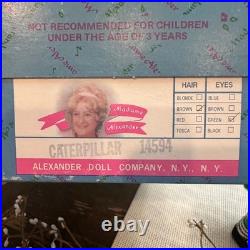 NOT RECOMMENDED FOR CHILDREN
UNDER THE AGE OF 3 YEARS
Madame
Alexander
HAIR EYES
BLONDE BLUE
BROWN BROWN
RED GREEN
TOSCA BLACK
CATERPILLAR 14594
ALEXANDER DOLL COMPANY, N.Y., N.Y.